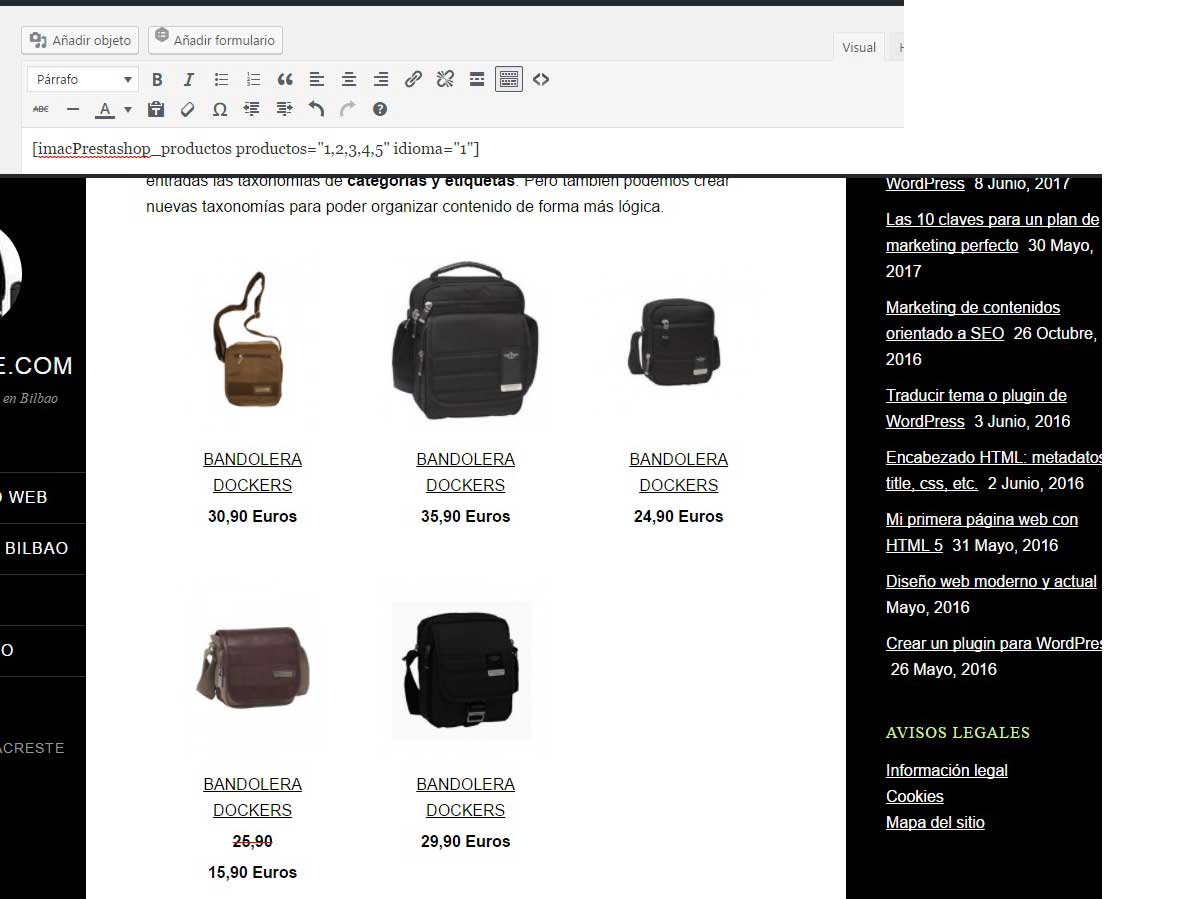 Añadir objeto Añadir formulario
Visual
Párrafo
B I
ABC A Ω
[imacPrestashop_productos productos="1,2,3,4,5" idioma="1"]
entradas las taxonomías de categorías y etiquetas. Pero también podemos crear
nuevas taxonomías para poder organizar contenido de forma más lógica.
BANDOLERA
DOCKERS
30,90 Euros
BANDOLERA
DOCKERS
35,90 Euros
BANDOLERA
DOCKERS
24,90 Euros
BANDOLERA
DOCKERS
25,90
15,90 Euros
BANDOLERA
DOCKERS
29,90 Euros
E.COM
en Bilbao
O WEB
BILBAO
O
ACRESTE
WordPress 8 Junio, 2017
Las 10 claves para un plan de
marketing perfecto 30 Mayo,
2017
Marketing de contenidos
orientado a SEO 26 Octubre,
2016
Traducir tema o plugin de
WordPress 3 Junio, 2016
Encabezado HTML: metadatos
title, css, etc. 2 Junio, 2016
Mi primera página web con
HTML 5 31 Mayo, 2016
Diseño web moderno y actual
Mayo, 2016
Crear un plugin para WordPres
26 Mayo, 2016
AVISOS LEGALES
Información legal
Cookies
Mapa del sitio